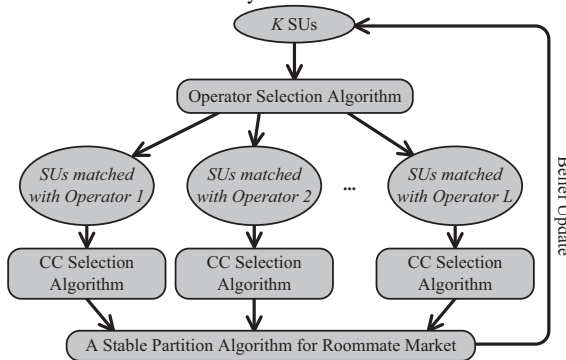 K SUs
Operator Selection Algorithm
SUs matched
with Operator 1
SUs matched
with Operator 2
...
SUs matched
with Operator L
CC Selection
Algorithm
CC Selection
Algorithm
CC Selection
Algorithm
A Stable Partition Algorithm for Roommate Market
Belief Update